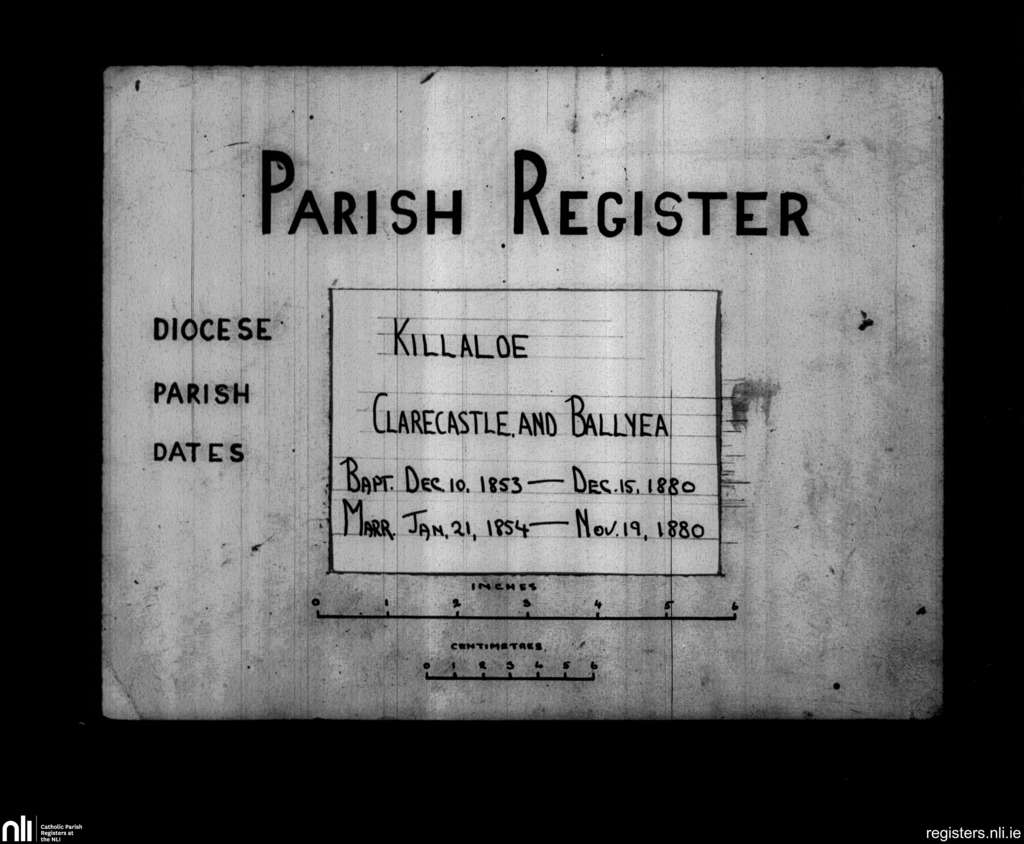 PARISH REGISTER
DIOCESE KILLALOE
PARISH CLARECASTLE, AND BALLYEA
DATES
BAPT. DEC. 10, 1853 — DEC. 15, 1880
MARR. JAN, 21, 1854 — NOV. 19, 1880
INCHES
0 1 2 3 4 5 6
CENTIMETRES
0 1 2 3 4 5 6
nli Catholic Parish
Registers at
the NLI
registers.nli.ie